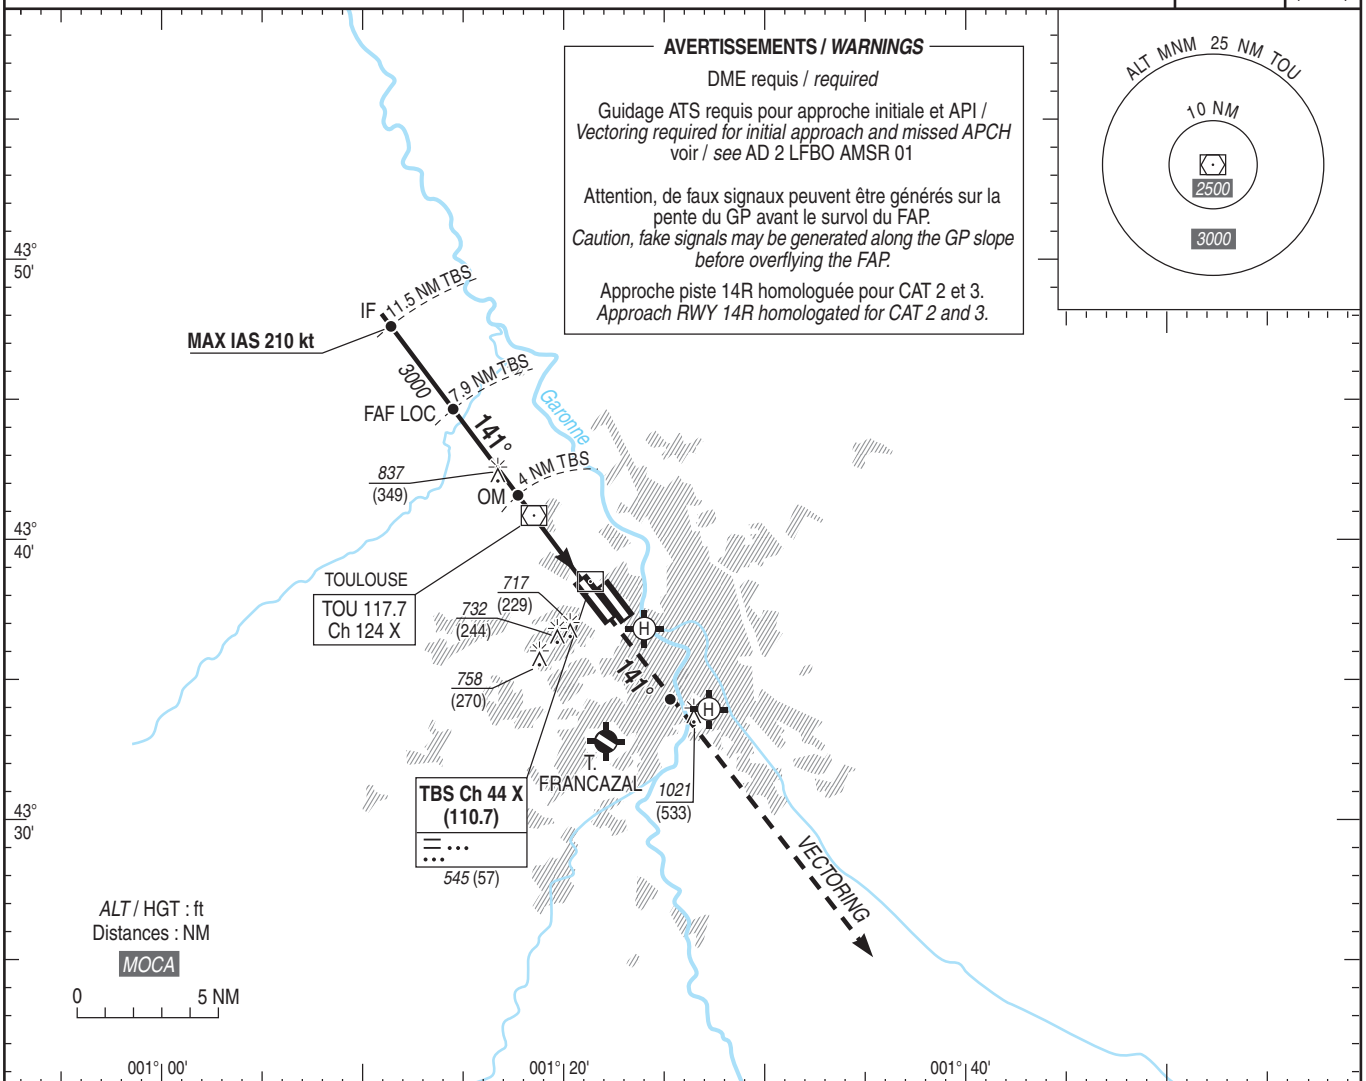 AVERTISSEMENTS / WARNINGS
DME requis / required
Guidage ATS requis pour approche initiale et API /
Vectoring required for initial approach and missed APCH
voir / see AD 2 LFBO AMSR 01
Attention, de faux signaux peuvent être générés sur la
pente du GP avant le survol du FAP.
Caution, fake signals may be generated along the GP slope
before overflying the FAP.
Approche piste 14R homologuée pour CAT 2 et 3.
Approach RWY 14R homologated for CAT 2 and 3.
ALT MNM 25 NM TOU
10 NM
2500
3000
43°
50'
IF
11.5 NM TBS
MAX IAS 210 kt
3000
7.9 NM TBS
FAF LOC
141°
Garonne
837
(349)
4 NM TBS
OM
43°
40'
TOULOUSE
TOU 117.7
Ch 124 X
717
(229)
732
(244)
758
(270)
H
141°
H
T.
FRANCAZAL
1021
(533)
TBS Ch 44 X
(110.7)
545 (57)
43°
30'
VECTORING
ALT / HGT : ft
Distances : NM
MOCA
0 5 NM
001° 00'
001° 20'
001° 40'